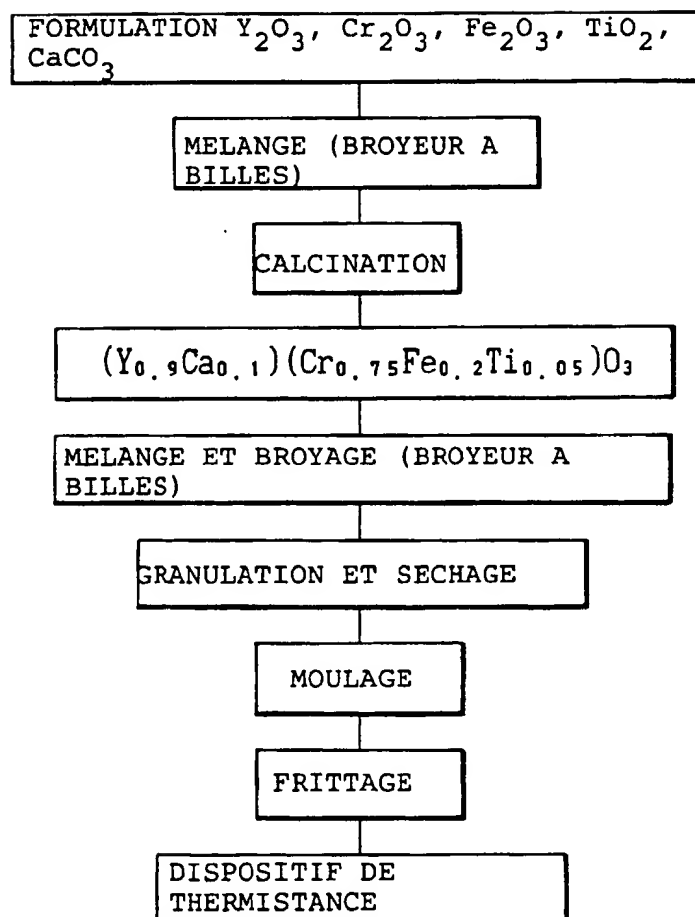 FORMULATION Y₂O₃, Cr₂O₃, Fe₂O₃, TiO₂,
CaCO₃
MELANGE (BROYEUR A
BILLES)
CALCINATION
(Y₀.₉Ca₀.₁)(Cr₀.₇₅Fe₀.₂Ti₀.₀₅)O₃
MELANGE ET BROYAGE (BROYEUR A
BILLES)
GRANULATION ET SECHAGE
MOULAGE
FRITTAGE
DISPOSITIF DE
THERMISTANCE